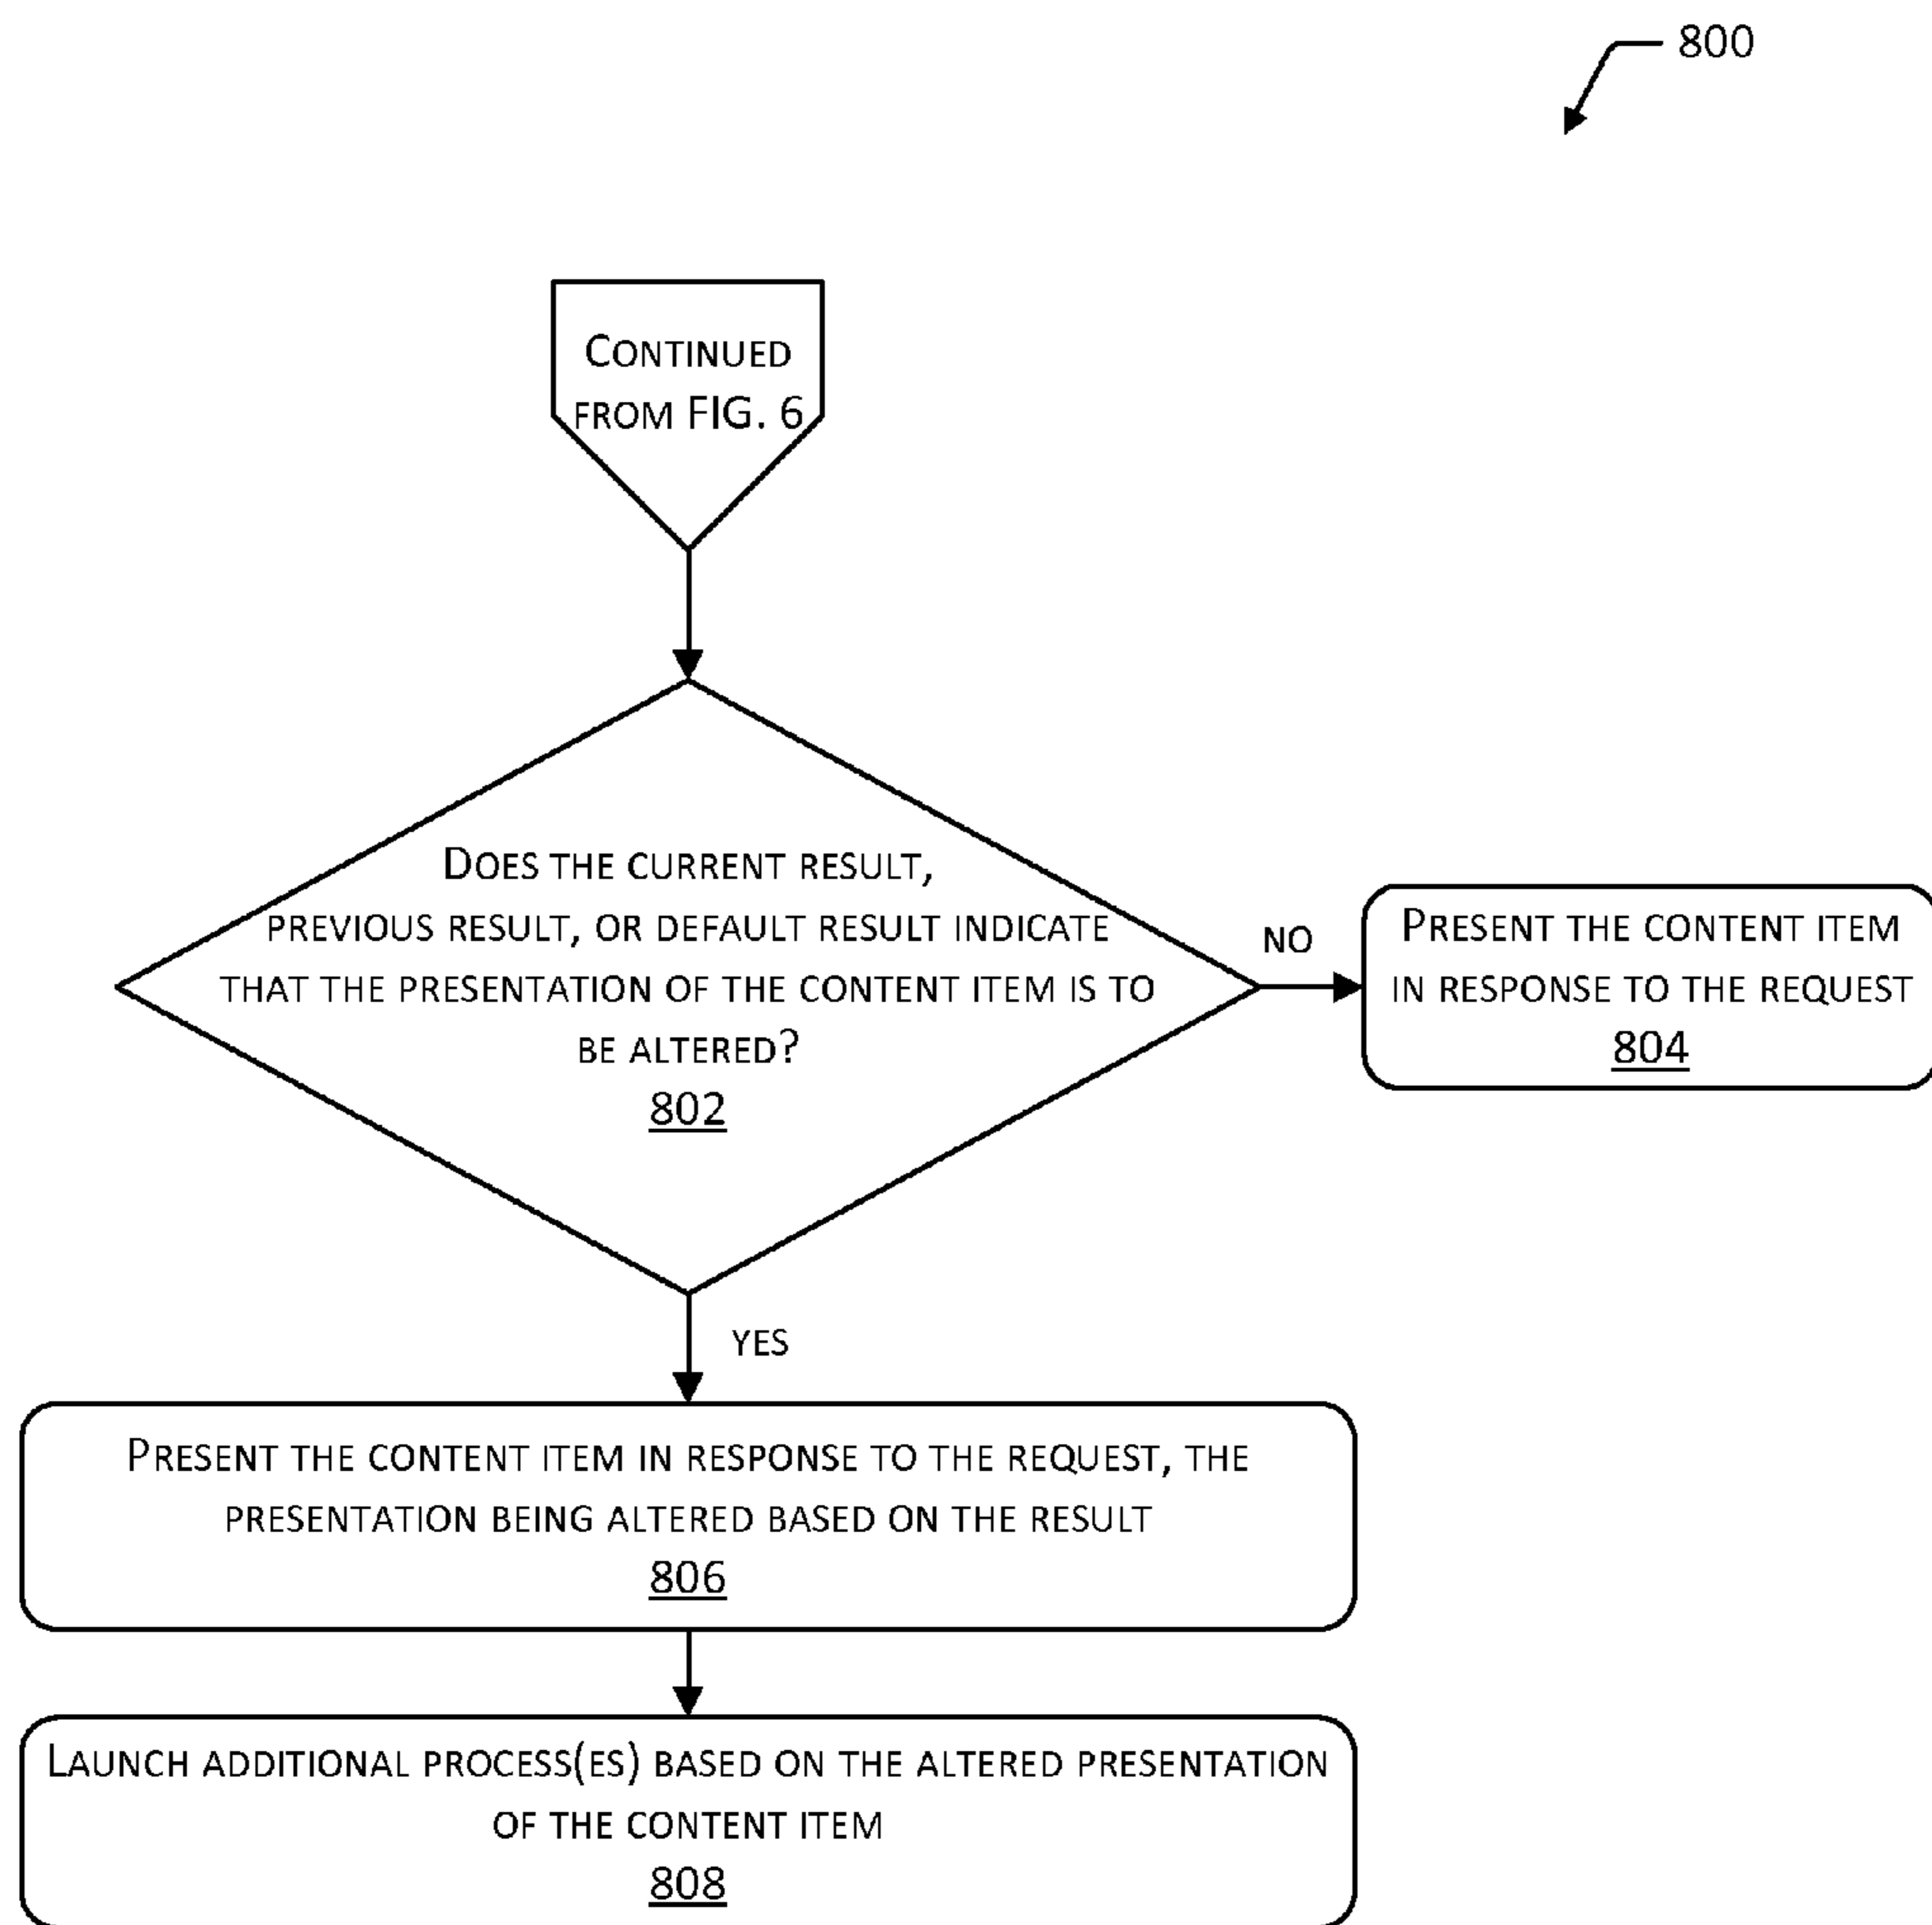 800
CONTINUED
FROM FIG. 6
DOES THE CURRENT RESULT,
PREVIOUS RESULT, OR DEFAULT RESULT INDICATE
THAT THE PRESENTATION OF THE CONTENT ITEM IS TO
BE ALTERED?
802
NO
PRESENT THE CONTENT ITEM
IN RESPONSE TO THE REQUEST
804
YES
PRESENT THE CONTENT ITEM IN RESPONSE TO THE REQUEST, THE
PRESENTATION BEING ALTERED BASED ON THE RESULT
806
LAUNCH ADDITIONAL PROCESS(ES) BASED ON THE ALTERED PRESENTATION
OF THE CONTENT ITEM
808